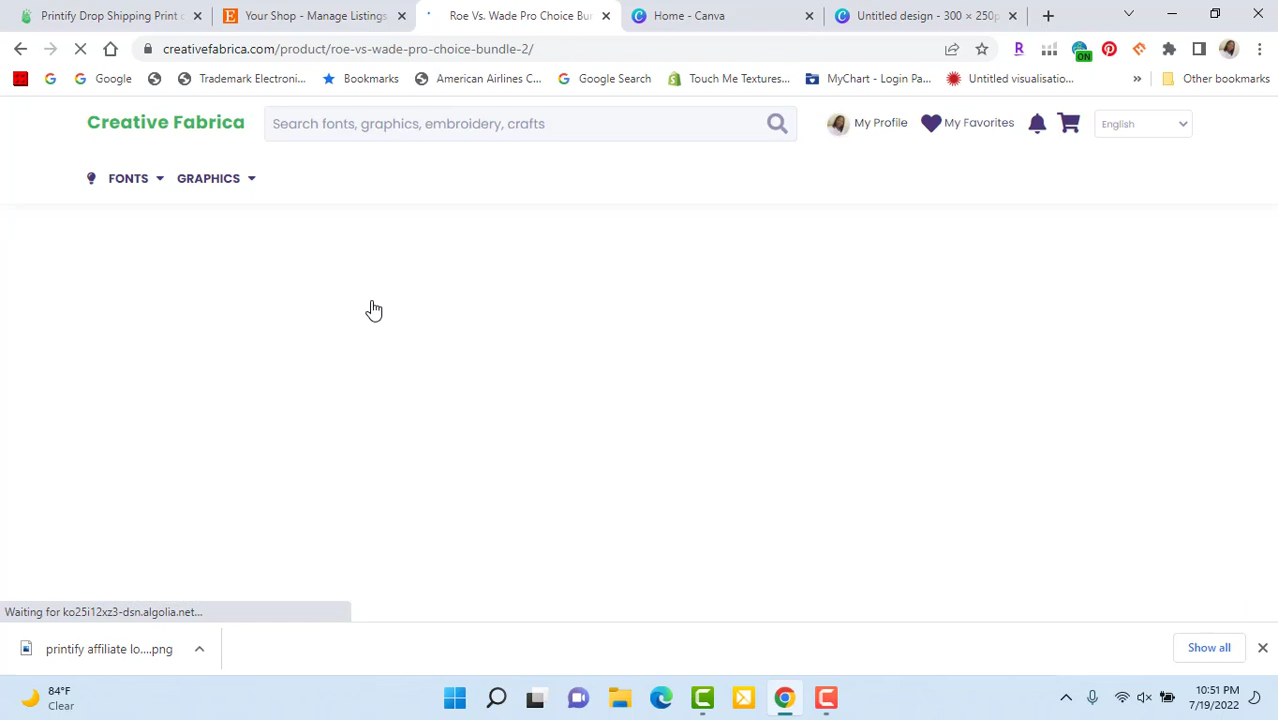 Printify Drop Shipping Print c
Your Shop - Manage Listings
Roe Vs. Wade Pro Choice Bun
Home - Canva
Untitled design - 300 × 250p
creativefabrica.com/product/roe-vs-wade-pro-choice-bundle-2/
ON
Google
Trademark Electroni...
Bookmarks
American Airlines C...
Google Search
Touch Me Textures...
MyChart - Login Pa...
Untitled visualisatio...
Other bookmarks
Creative Fabrica
Search fonts, graphics, embroidery, crafts
My Profile
My Favorites
English
FONTS
GRAPHICS
Waiting for ko25i12xz3-dsn.algolia.net...
printify affiliate lo....png
Show all
84°F
Clear
10:51 PM
7/19/2022